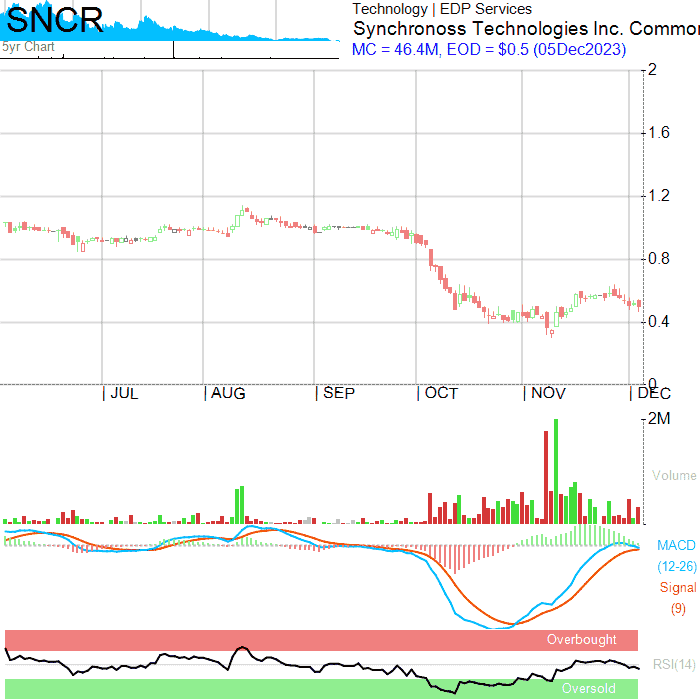 SNCR
5yr Chart
Technology | EDP Services
Synchronoss Technologies Inc. Common
MC = 46.4M, EOD = $0.5 (05Dec2023)
2
1.6
1.2
0.8
0.4
0
| JUL | AUG | SEP | OCT | NOV | DEC
2M
Volume
MACD
(12-26)
Signal
(9)
Overbought
RSI(14)
Oversold